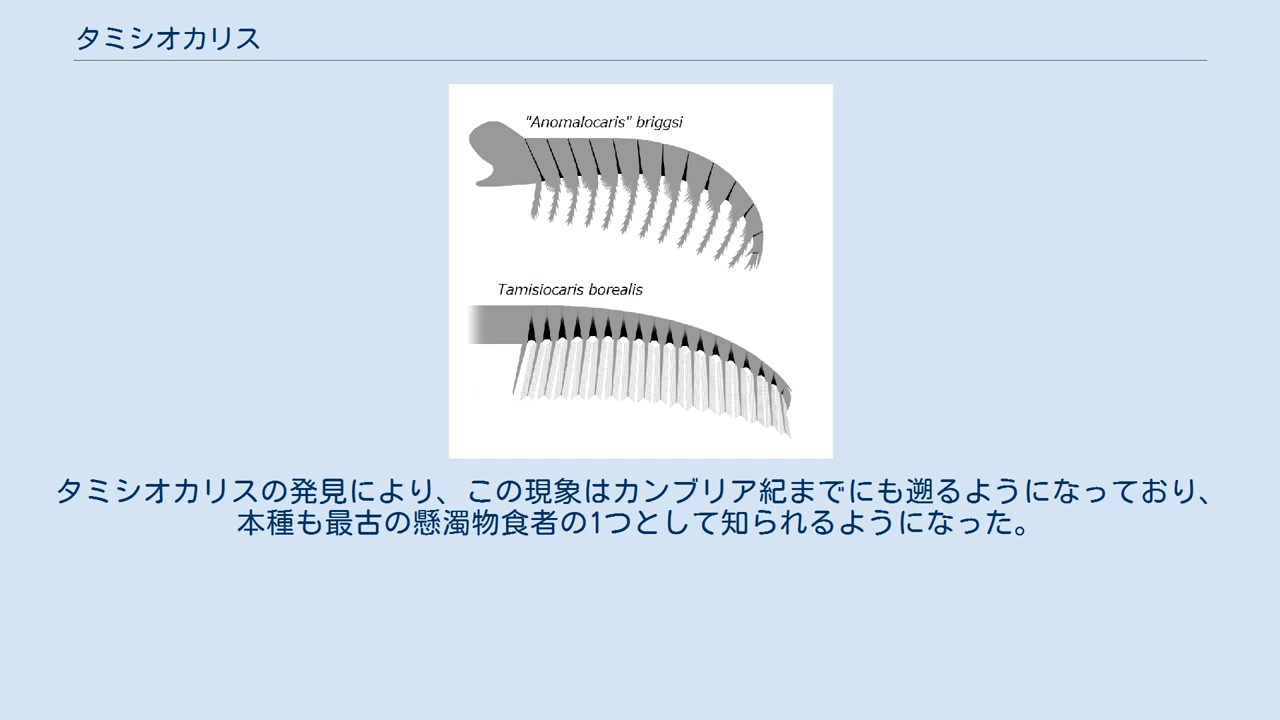 タミシオカリス
"Anomalocaris" briggsi
Tamisiocaris borealis
タミシオカリスの発見により、この現象はカンブリア紀までにも遡るようになっており、
本種も最古の懸濁物食者の1つとして知られるようになった。